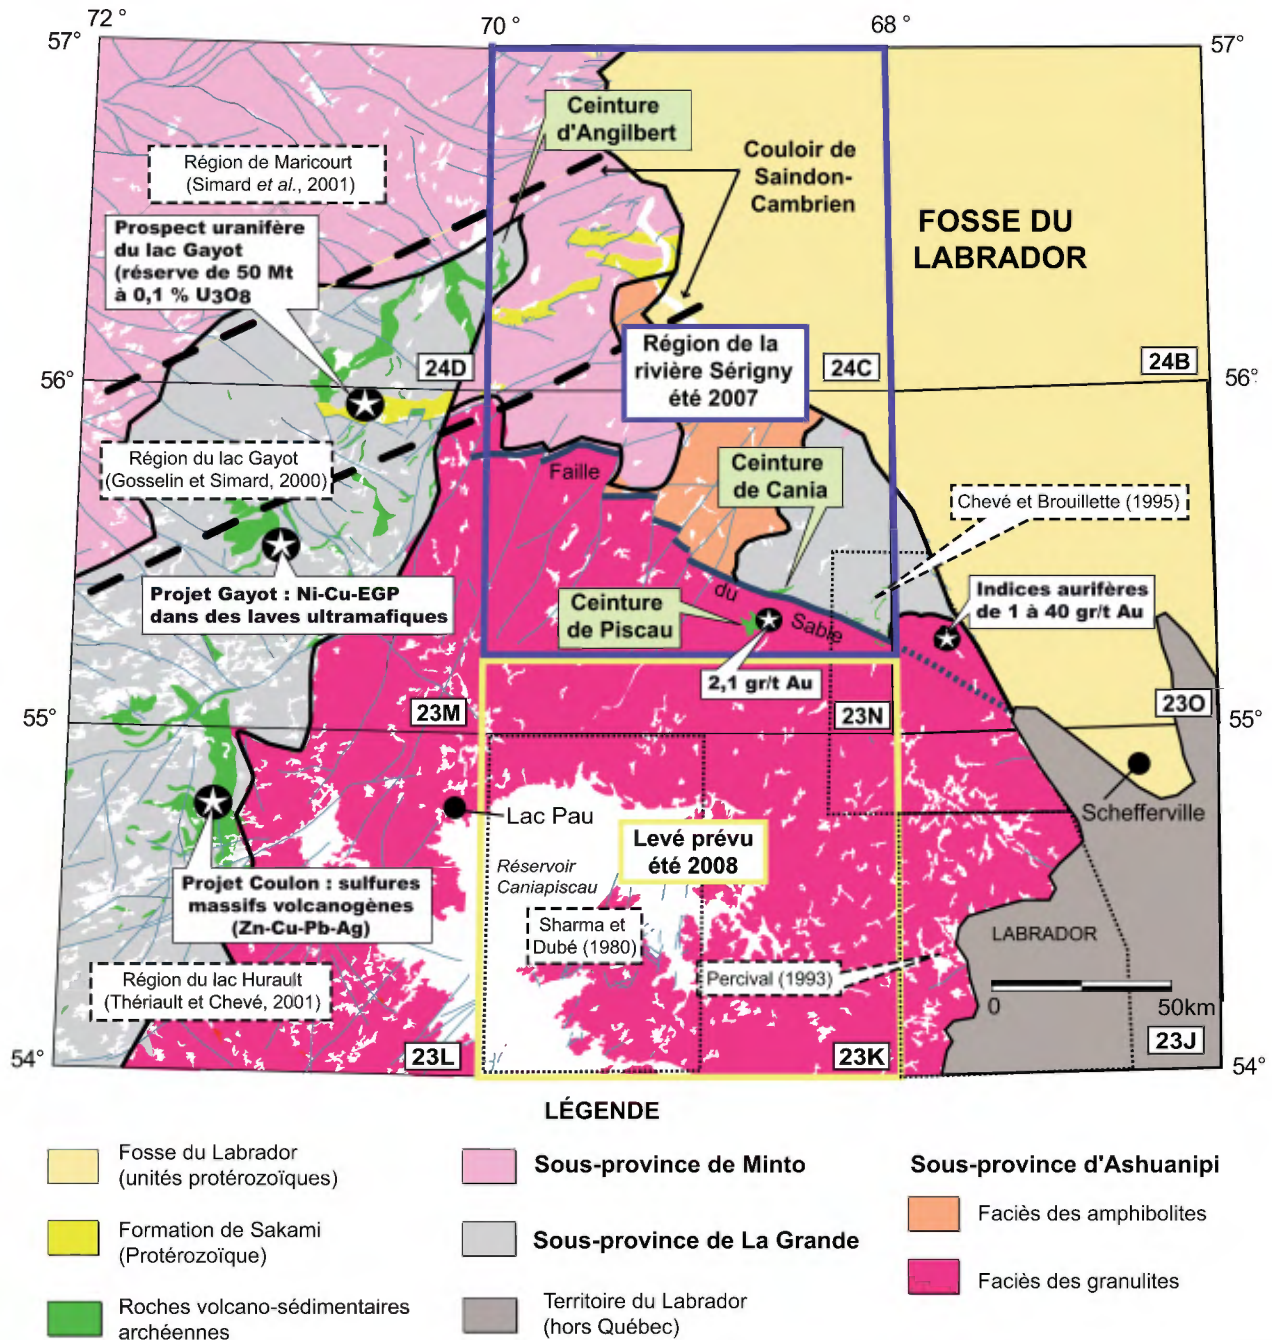 72 °
70 °
68 °
57°
57°
Ceinture
d'Angilbert
Couloir de
Saindon-
Cambrien
Région de Maricourt
(Simard et al., 2001)
Prospect uranifère
du lac Gayot
(réserve de 50 Mt
à 0,1 % U3O8
FOSSE DU
LABRADOR
Région de la
rivière Sérigny
été 2007
24D
24C
24B
56°
56°
Région du lac Gayot
(Gosselin et Simard, 2000)
Faille
Ceinture
de Cania
Chevé et Brouillette (1995)
Projet Gayot : Ni-Cu-EGP
dans des laves ultramafiques
Ceinture
de Piscau
du
Sable
Indices aurifères
de 1 à 40 gr/t Au
2,1 gr/t Au
23M
23N
23O
55°
55°
Lac Pau
Schefferville
Levé prévu
été 2008
Réservoir
Caniapiscau
Projet Coulon : sulfures
massifs volcanogènes
(Zn-Cu-Pb-Ag)
Sharma et
Dubé (1980)
LABRADOR
Région du lac Hurault
(Thériault et Chevé, 2001)
Percival (1993)
0
50km
23L
23K
23J
54°
54°
LÉGENDE
Fosse du Labrador
(unités protérozoïques)
Sous-province de Minto
Sous-province d'Ashuanipi
Formation de Sakami
(Protérozoïque)
Sous-province de La Grande
Faciès des amphibolites
Faciès des granulites
Roches volcano-sédimentaires
archéennes
Territoire du Labrador
(hors Québec)